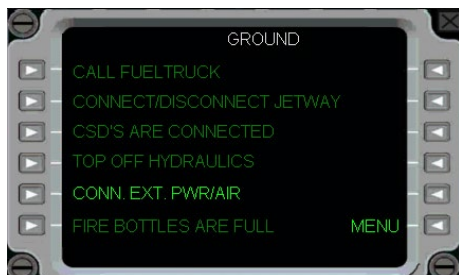 GROUND
CALL FUELTRUCK
CONNECT/DISCONNECT JETWAY
CSD'S ARE CONNECTED
TOP OFF HYDRAULICS
CONN. EXT. PWR/AIR
FIRE BOTTLES ARE FULL MENU